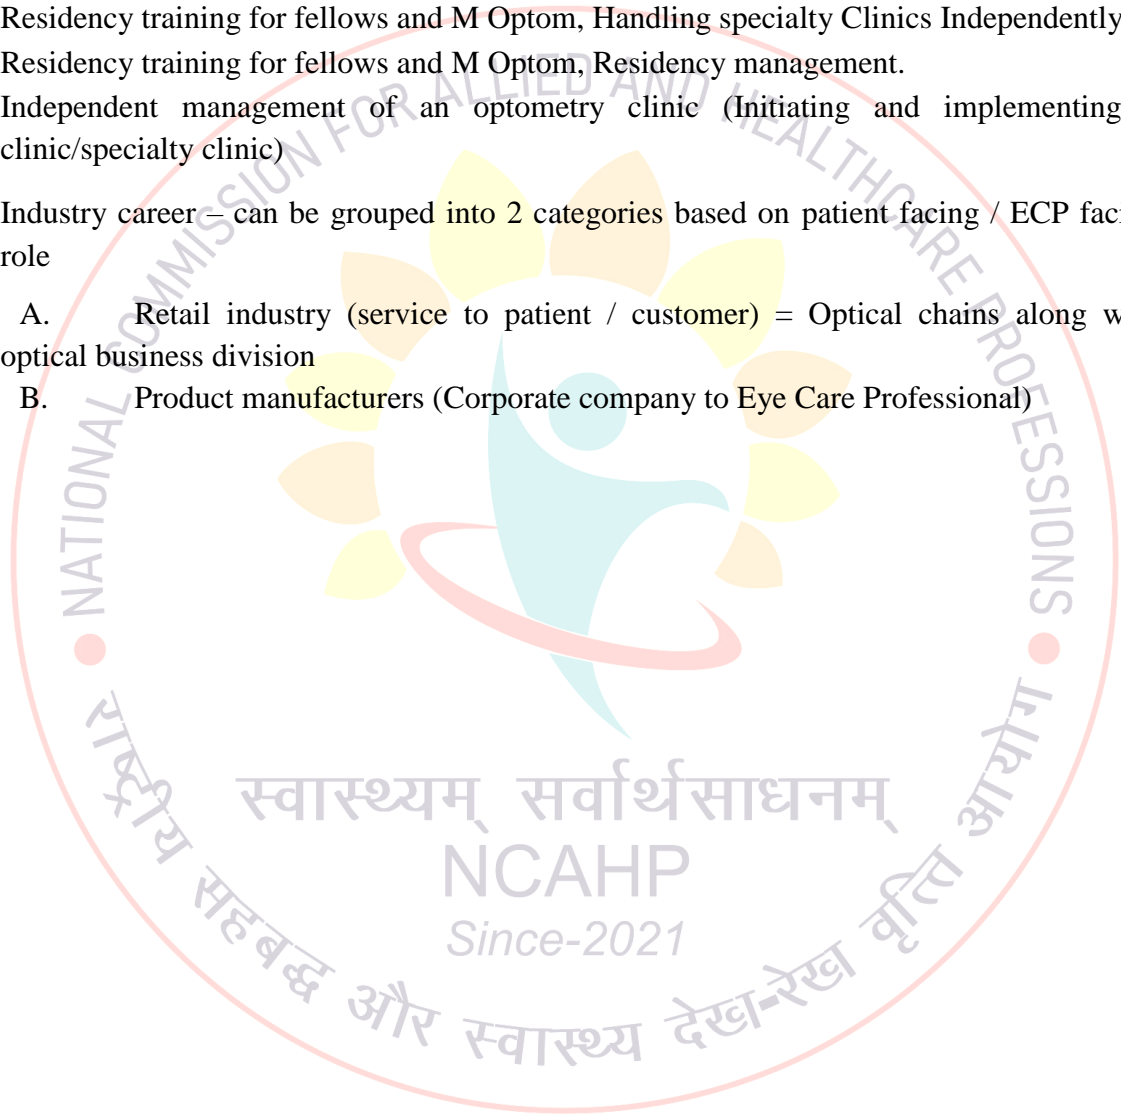 Residency training for fellows and M Optom, Handling specialty Clinics Independently
Residency training for fellows and M Optom, Residency management.
Independent management of an optometry clinic (Initiating and implementing
clinic/specialty clinic)
Industry career – can be grouped into 2 categories based on patient facing / ECP faci
role
A. Retail industry (service to patient / customer) = Optical chains along w
optical business division
B. Product manufacturers (Corporate company to Eye Care Professional)
NATIONAL COMMISSION FOR ALLIED AND HEALTHCARE PROFESSIONS
स्वास्थ्यम् सर्वार्थसाधनम्
NCAHP
Since-2021
राष्ट्रीय सहबद्ध और स्वास्थ्य देख-रेख वृत्ति आयोग